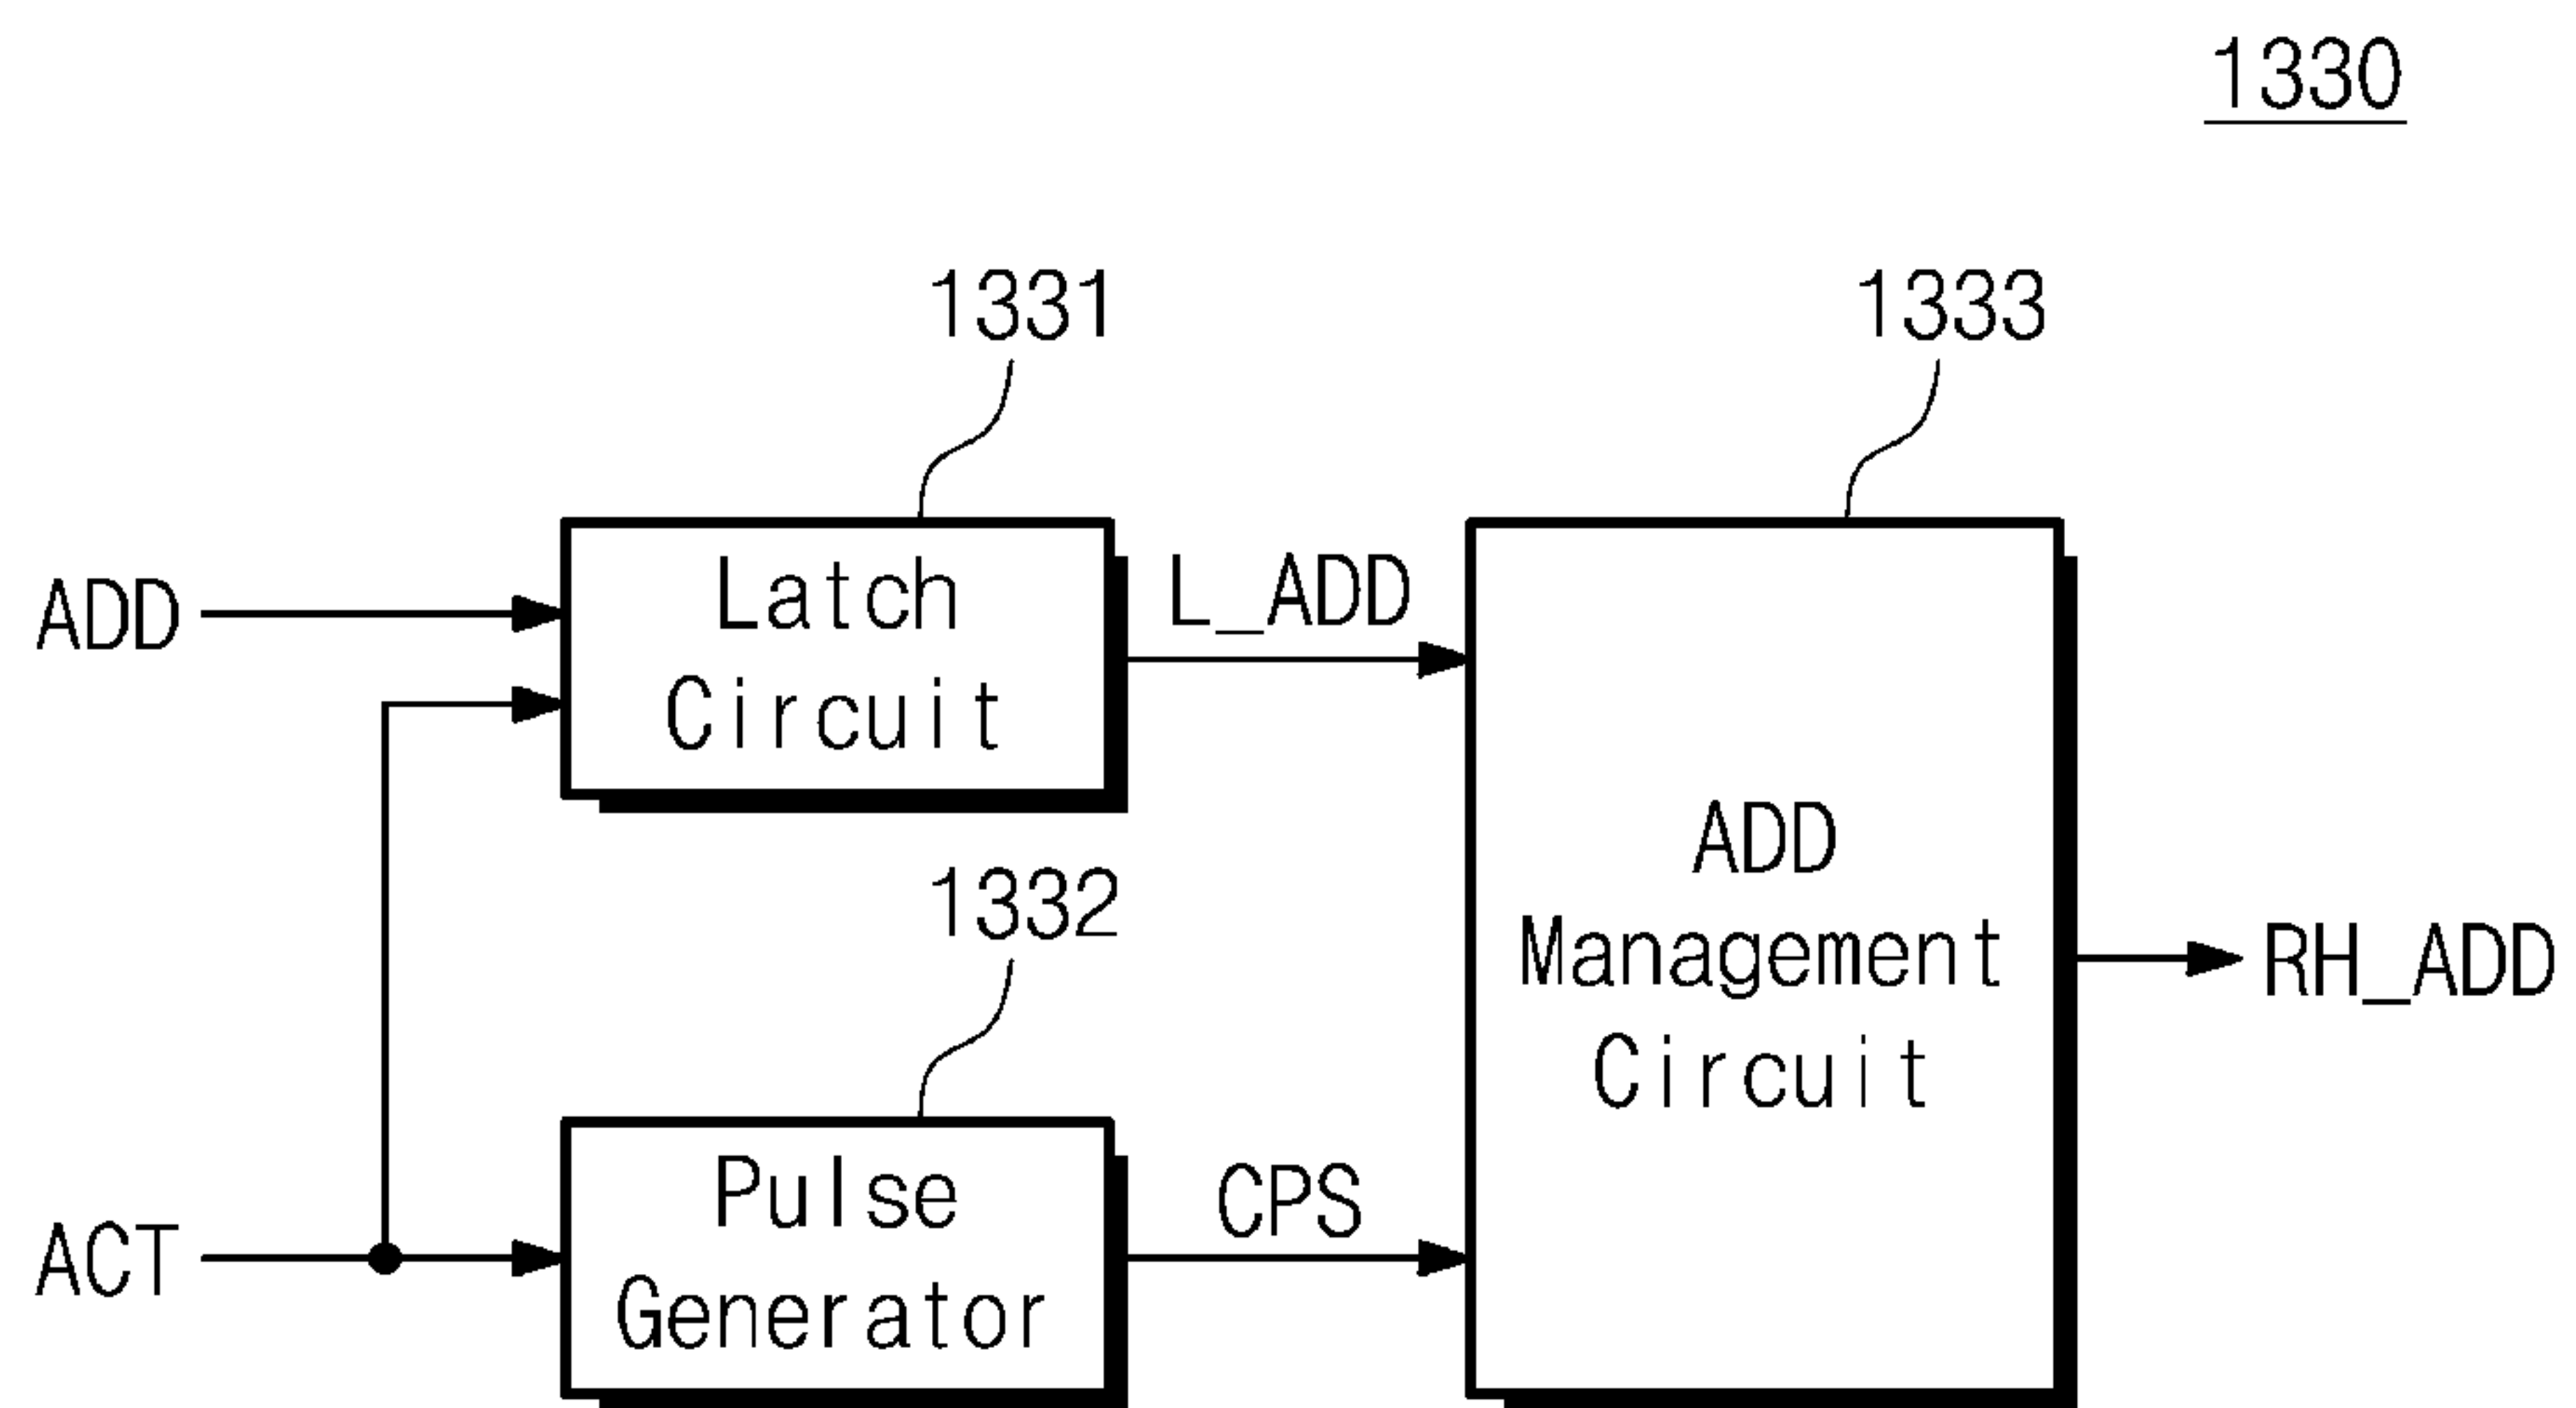 1330
1331
1333
ADD
Latch
Circuit
L_ADD
1332
ADD
Management
Circuit
RH_ADD
ACT
Pulse
Generator
CPS